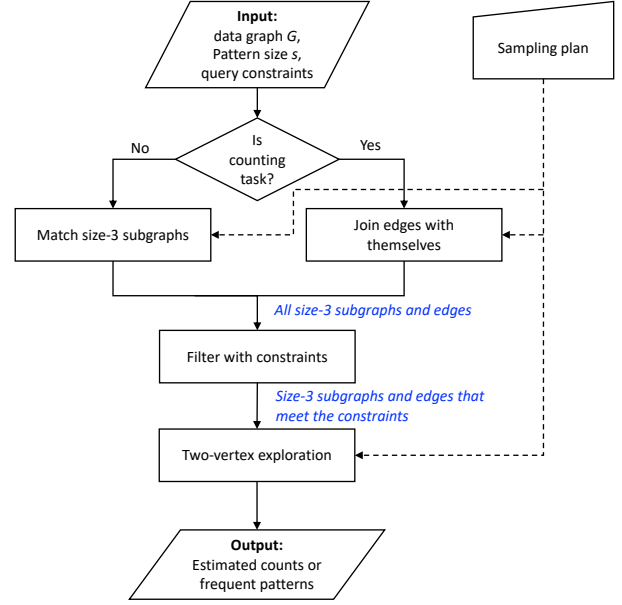 Input:
data graph G,
Pattern size s,
query constraints
Sampling plan
Is
counting
task?
No
Yes
Match size-3 subgraphs
Join edges with
themselves
All size-3 subgraphs and edges
Filter with constraints
Size-3 subgraphs and edges that
meet the constraints
Two-vertex exploration
Output:
Estimated counts or
frequent patterns